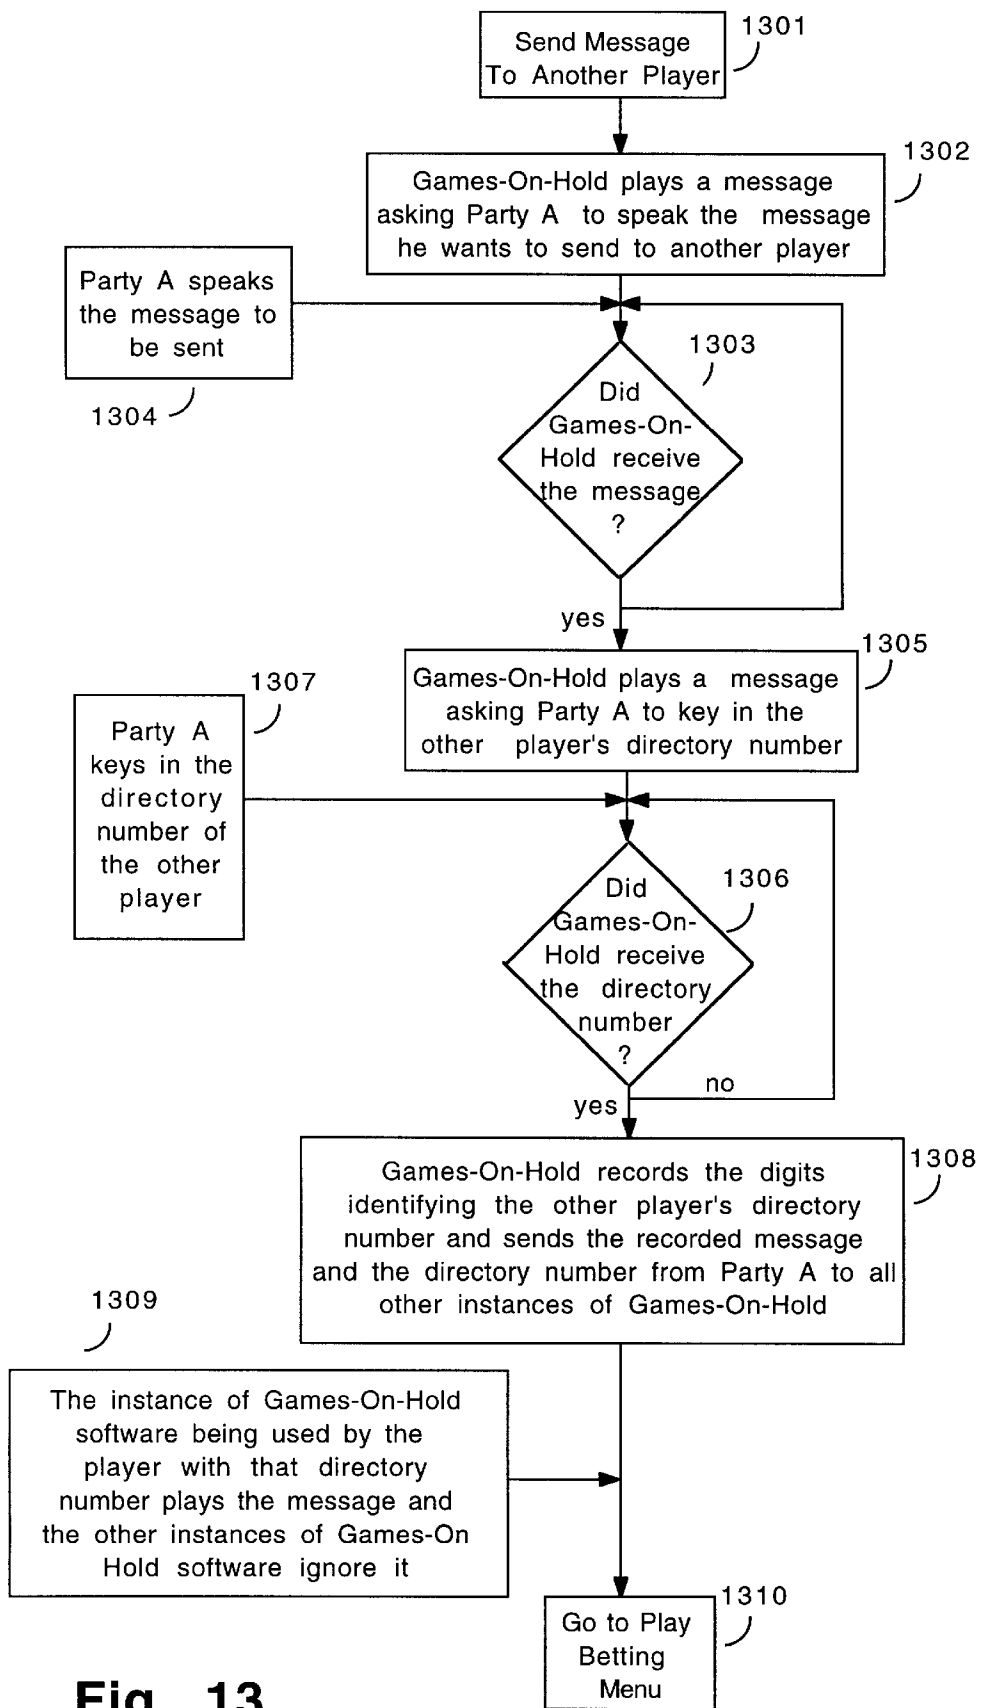 Send Message
To Another Player
1301
Games-On-Hold plays a message
asking Party A to speak the message
he wants to send to another player
1302
Party A speaks
the message to
be sent
1304
Did
Games-On-
Hold receive
the message
?
1303
yes
Games-On-Hold plays a message
asking Party A to key in the
other player's directory number
1305
1307
Party A
keys in the
directory
number of
the other
player
Did
Games-On-
Hold receive
the directory
number
?
1306
no
yes
Games-On-Hold records the digits
identifying the other player's directory
number and sends the recorded message
and the directory number from Party A to all
other instances of Games-On-Hold
1308
1309
The instance of Games-On-Hold
software being used by the
player with that directory
number plays the message and
the other instances of Games-On
Hold software ignore it
1310
Go to Play
Betting
Menu
Fig. 13